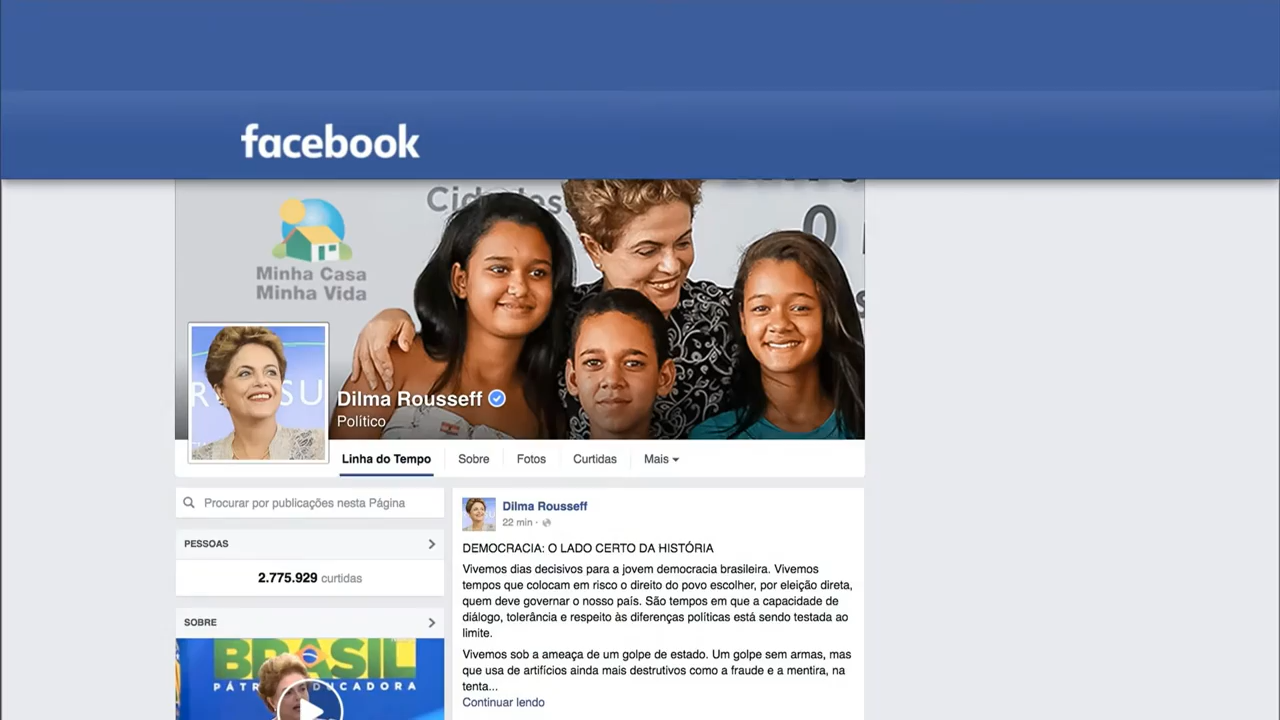 facebook
Cidades
Minha Casa
Minha Vida
Dilma Rousseff
Político
Linha do Tempo
Sobre
Fotos
Curtidas
Mais
Procurar por publicações nesta Página
PESSOAS
2.775.929 curtidas
SOBRE
BRASIL
PÁTRIA EDUCADORA
Dilma Rousseff
22 min ·
DEMOCRACIA: O LADO CERTO DA HISTÓRIA
Vivemos dias decisivos para a jovem democracia brasileira. Vivemos
tempos que colocam em risco o direito do povo escolher, por eleição direta,
quem deve governar o nosso país. São tempos em que a capacidade de
diálogo, tolerância e respeito às diferenças políticas está sendo testada ao
limite.
Vivemos sob a ameaça de um golpe de estado. Um golpe sem armas, mas
que usa de artifícios ainda mais destrutivos como a fraude e a mentira, na
tenta...
Continuar lendo